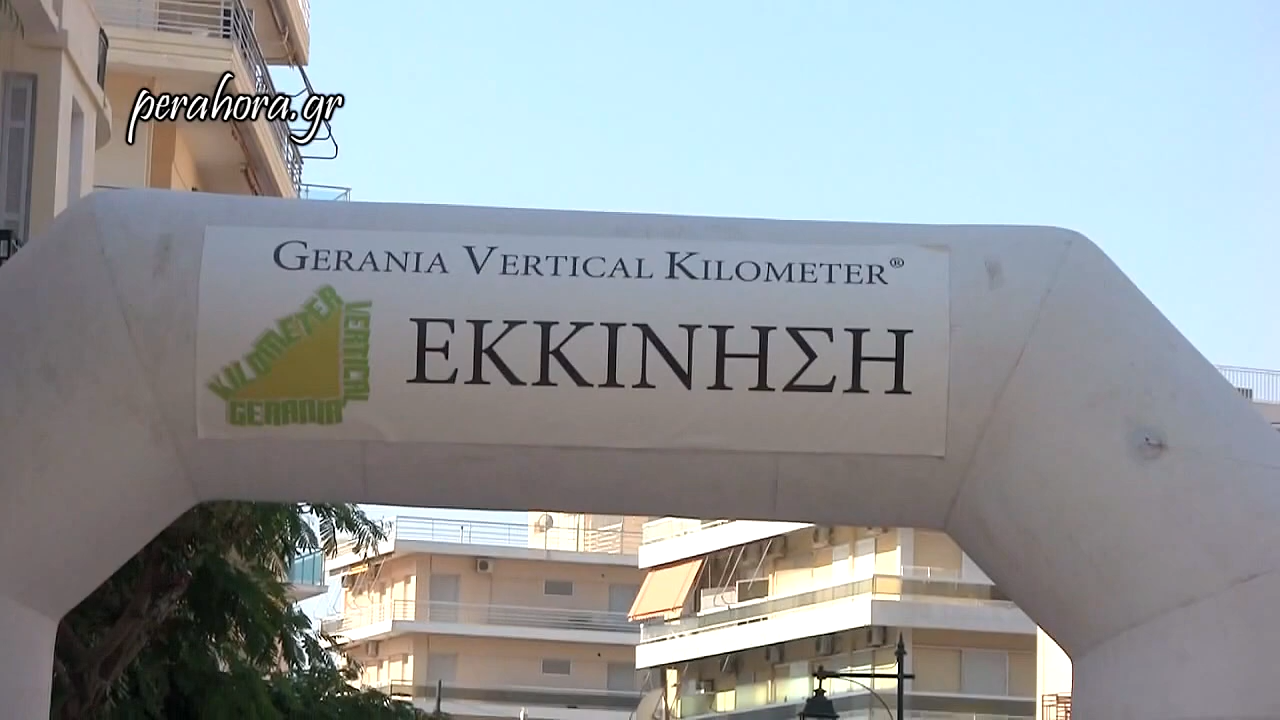 perahora.gr
GERANIA VERTICAL KILOMETER®
KILOMETER
VERTICAL
GERANIA
ΕΚΚΙΝΗΣΗ